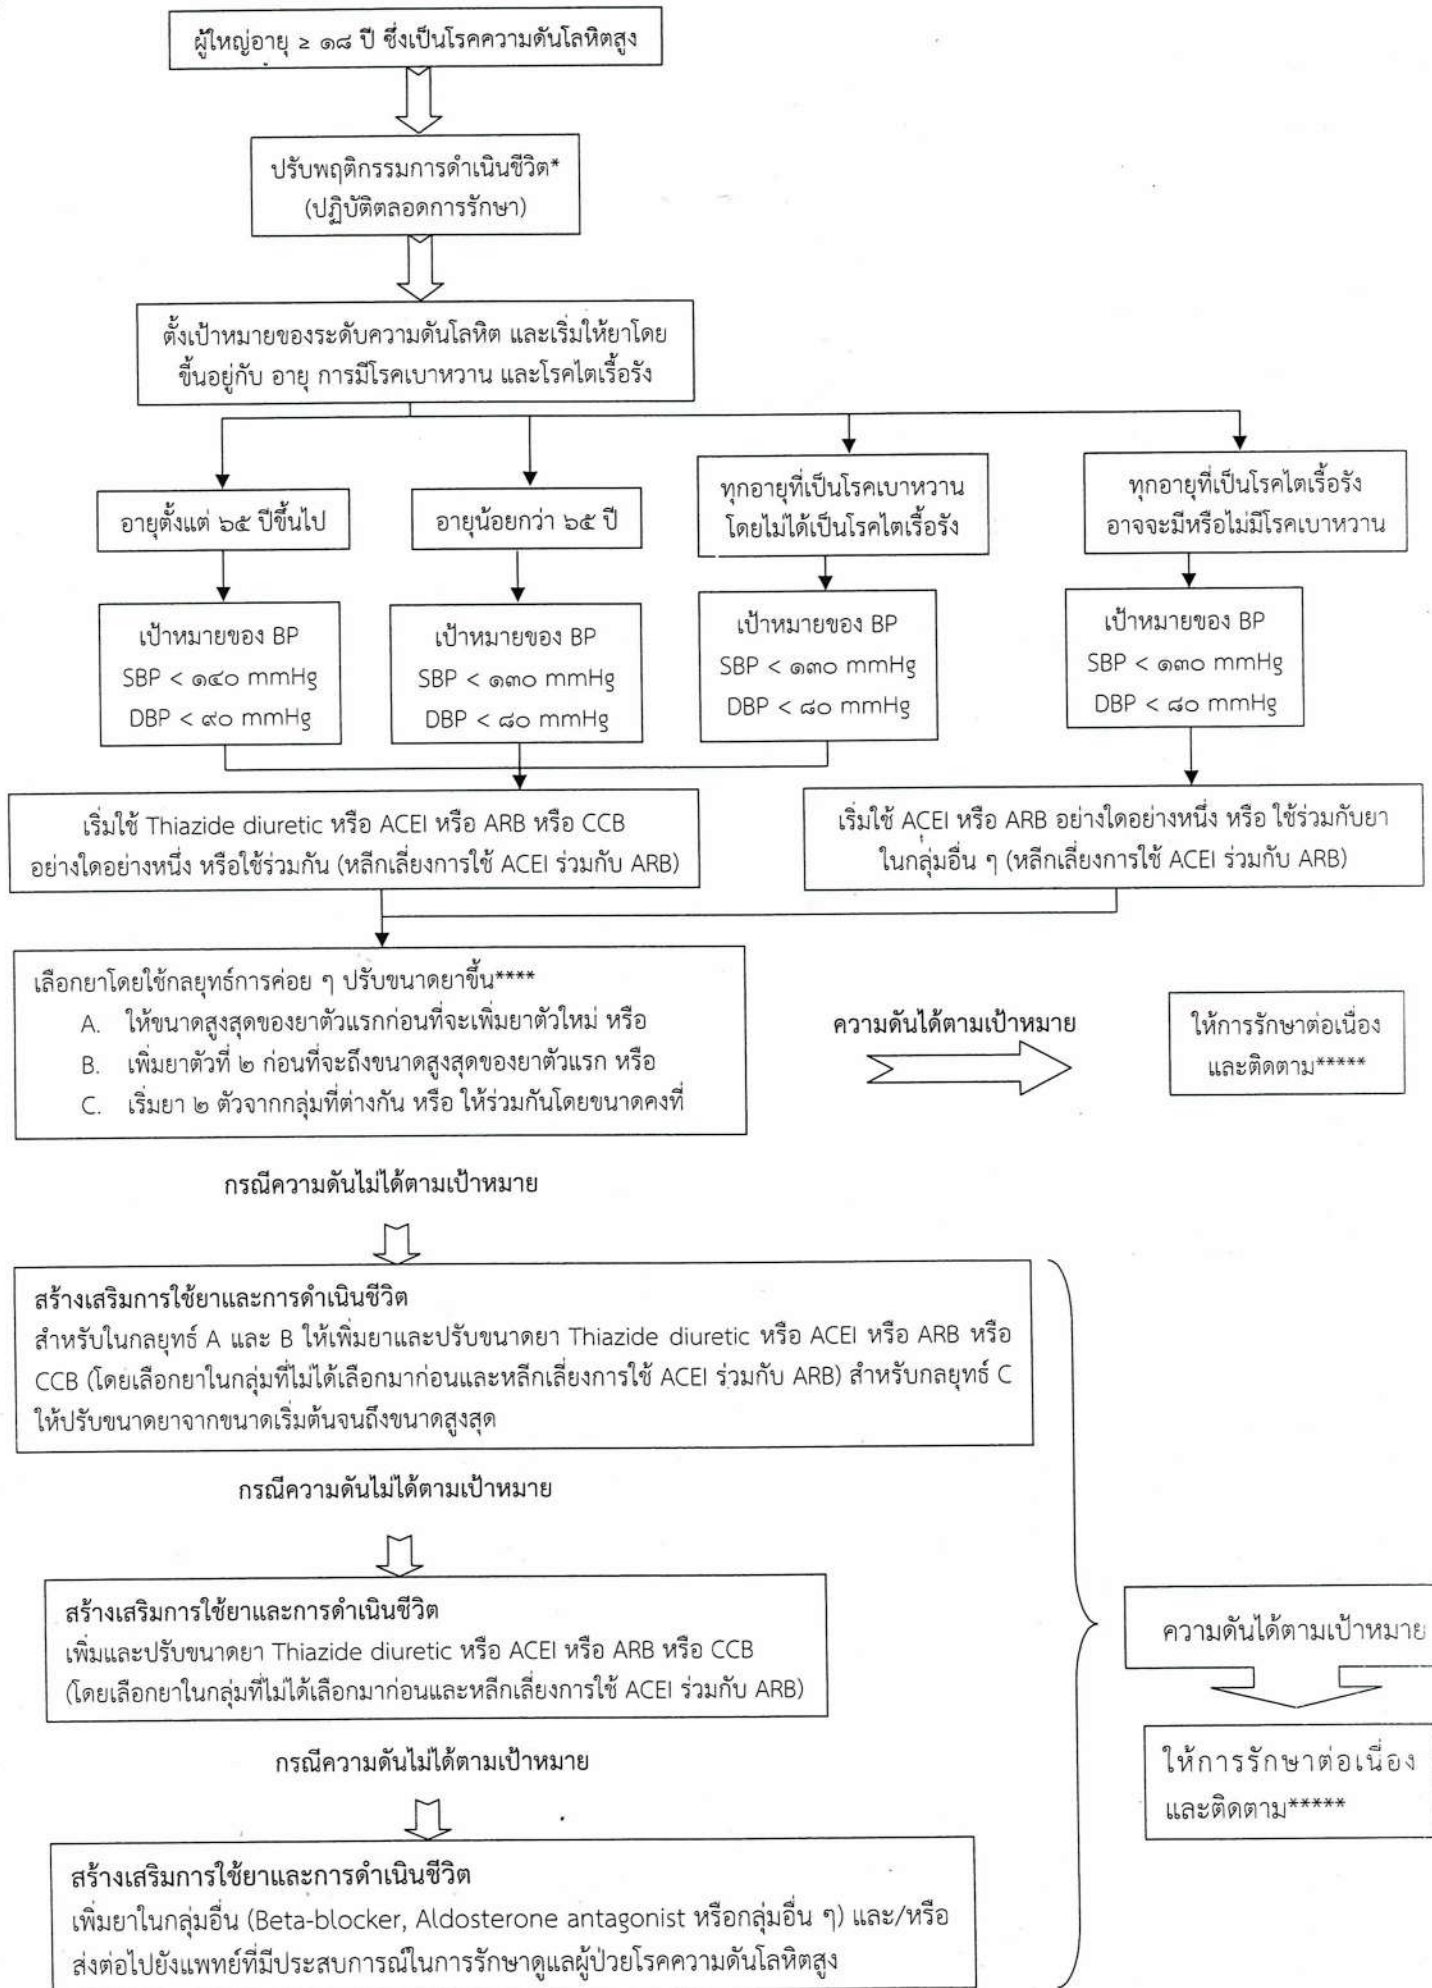 ผู้ใหญ่อายุ ≥ ๑๘ ปี ซึ่งเป็นโรคความดันโลหิตสูง
ปรับพฤติกรรมการดำเนินชีวิต*
(ปฏิบัติตลอดการรักษา)
ตั้งเป้าหมายของระดับความดันโลหิต และเริ่มให้ยาโดย
ขึ้นอยู่กับ อายุ การมีโรคเบาหวาน และโรคไตเรื้อรัง
อายุตั้งแต่ ๖๕ ปีขึ้นไป
อายุน้อยกว่า ๖๕ ปี
ทุกอายุที่เป็นโรคเบาหวาน
โดยไม่ได้เป็นโรคไตเรื้อรัง
ทุกอายุที่เป็นโรคไตเรื้อรัง
อาจจะมีหรือไม่มีโรคเบาหวาน
เป้าหมายของ BP
SBP < ๑๔๐ mmHg
DBP < ๙๐ mmHg
เป้าหมายของ BP
SBP < ๑๓๐ mmHg
DBP < ๘๐ mmHg
เป้าหมายของ BP
SBP < ๑๓๐ mmHg
DBP < ๘๐ mmHg
เป้าหมายของ BP
SBP < ๑๓๐ mmHg
DBP < ๘๐ mmHg
เริ่มใช้ Thiazide diuretic หรือ ACEI หรือ ARB หรือ CCB
อย่างใดอย่างหนึ่ง หรือใช้ร่วมกัน (หลีกเลี่ยงการใช้ ACEI ร่วมกับ ARB)
เริ่มใช้ ACEI หรือ ARB อย่างใดอย่างหนึ่ง หรือ ใช้ร่วมกับยา
ในกลุ่มอื่น ๆ (หลีกเลี่ยงการใช้ ACEI ร่วมกับ ARB)
เลือกยาโดยใช้กลยุทธ์การค่อย ๆ ปรับขนาดยาขึ้น****
A. ให้ขนาดสูงสุดของยาตัวแรกก่อนที่จะเพิ่มยาตัวใหม่ หรือ
B. เพิ่มยาตัวที่ ๒ ก่อนที่จะถึงขนาดสูงสุดของยาตัวแรก หรือ
C. เริ่มยา ๒ ตัวจากกลุ่มที่ต่างกัน หรือ ให้ร่วมกันโดยขนาดคงที่
ความดันได้ตามเป้าหมาย
ให้การรักษาต่อเนื่อง
และติดตาม*****
กรณีความดันไม่ได้ตามเป้าหมาย
สร้างเสริมการใช้ยาและการดำเนินชีวิต
สำหรับในกลยุทธ์ A และ B ให้เพิ่มยาและปรับขนาดยา Thiazide diuretic หรือ ACEI หรือ ARB หรือ
CCB (โดยเลือกยาในกลุ่มที่ไม่ได้เลือกมาก่อนและหลีกเลี่ยงการใช้ ACEI ร่วมกับ ARB) สำหรับกลยุทธ์ C
ให้ปรับขนาดยาจากขนาดเริ่มต้นจนถึงขนาดสูงสุด
กรณีความดันไม่ได้ตามเป้าหมาย
สร้างเสริมการใช้ยาและการดำเนินชีวิต
เพิ่มและปรับขนาดยา Thiazide diuretic หรือ ACEI หรือ ARB หรือ CCB
(โดยเลือกยาในกลุ่มที่ไม่ได้เลือกมาก่อนและหลีกเลี่ยงการใช้ ACEI ร่วมกับ ARB)
ความดันได้ตามเป้าหมาย
ให้การรักษาต่อเนื่อง
และติดตาม*****
กรณีความดันไม่ได้ตามเป้าหมาย
สร้างเสริมการใช้ยาและการดำเนินชีวิต
เพิ่มยาในกลุ่มอื่น (Beta-blocker, Aldosterone antagonist หรือกลุ่มอื่น ๆ) และ/หรือ
ส่งต่อไปยังแพทย์ที่มีประสบการณ์ในการรักษาดูแลผู้ป่วยโรคความดันโลหิตสูง